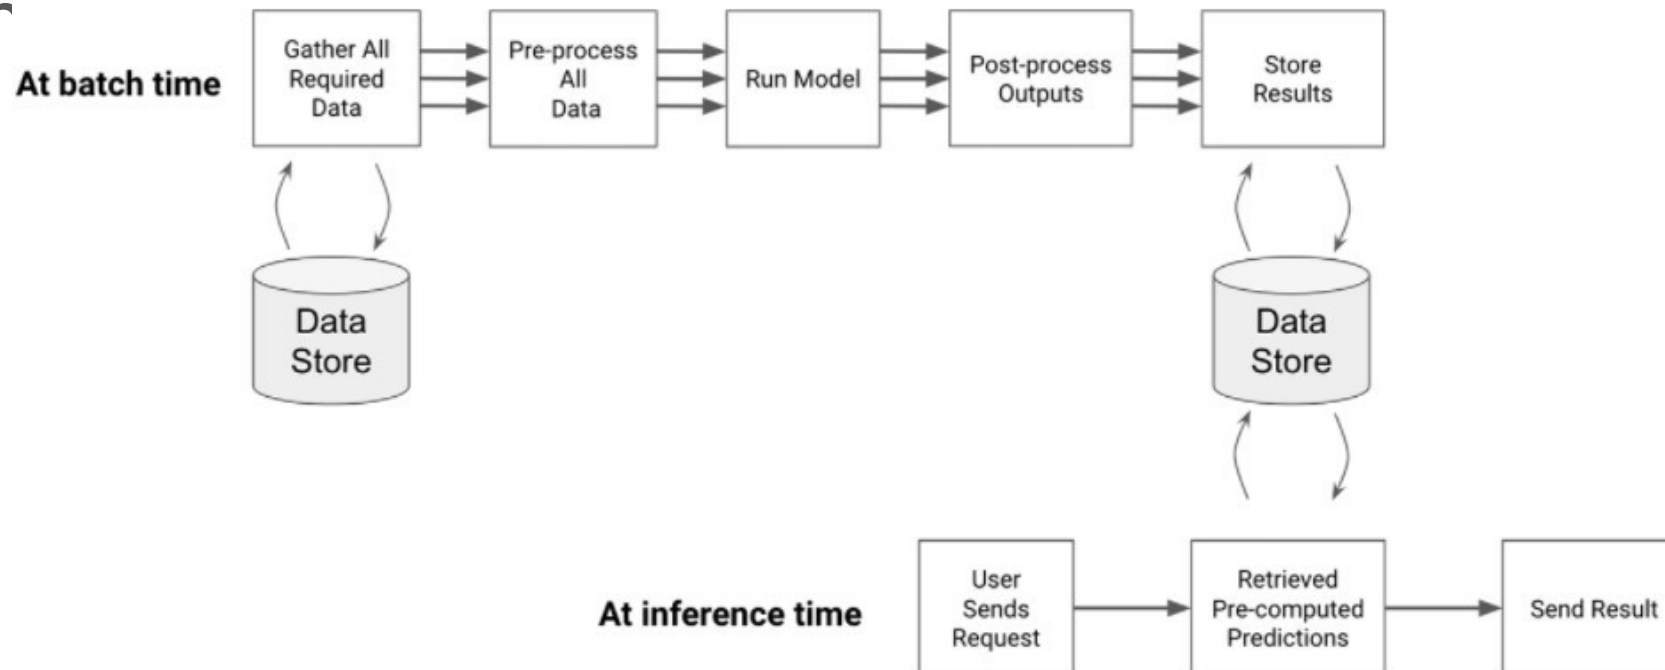 At batch time
Gather All
Required
Data
Pre-process
All
Data
Run Model
Post-process
Outputs
Store
Results
Data
Store
Data
Store
At inference time
User
Sends
Request
Retrieved
Pre-computed
Predictions
Send Result